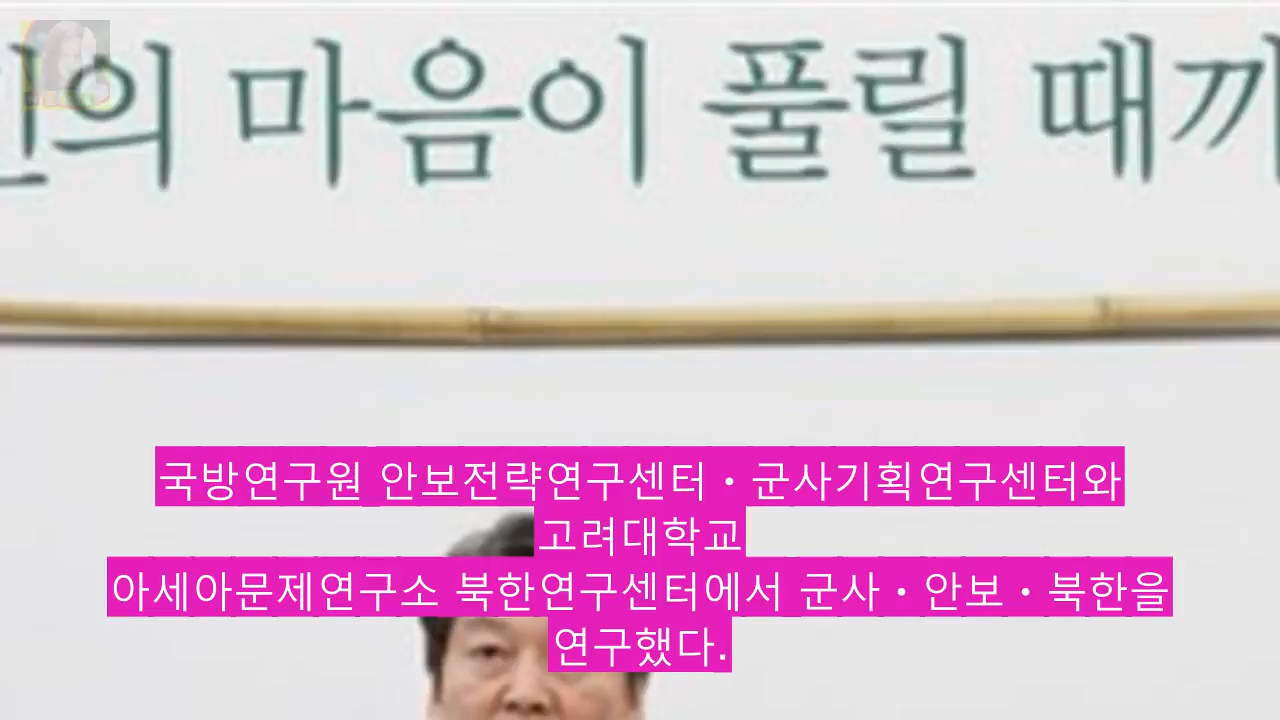 의 마음이 풀릴 때까
국방연구원 안보전략연구센터·군사기획연구센터와
고려대학교
아세아문제연구소 북한연구센터에서 군사·안보·북한을
연구했다.